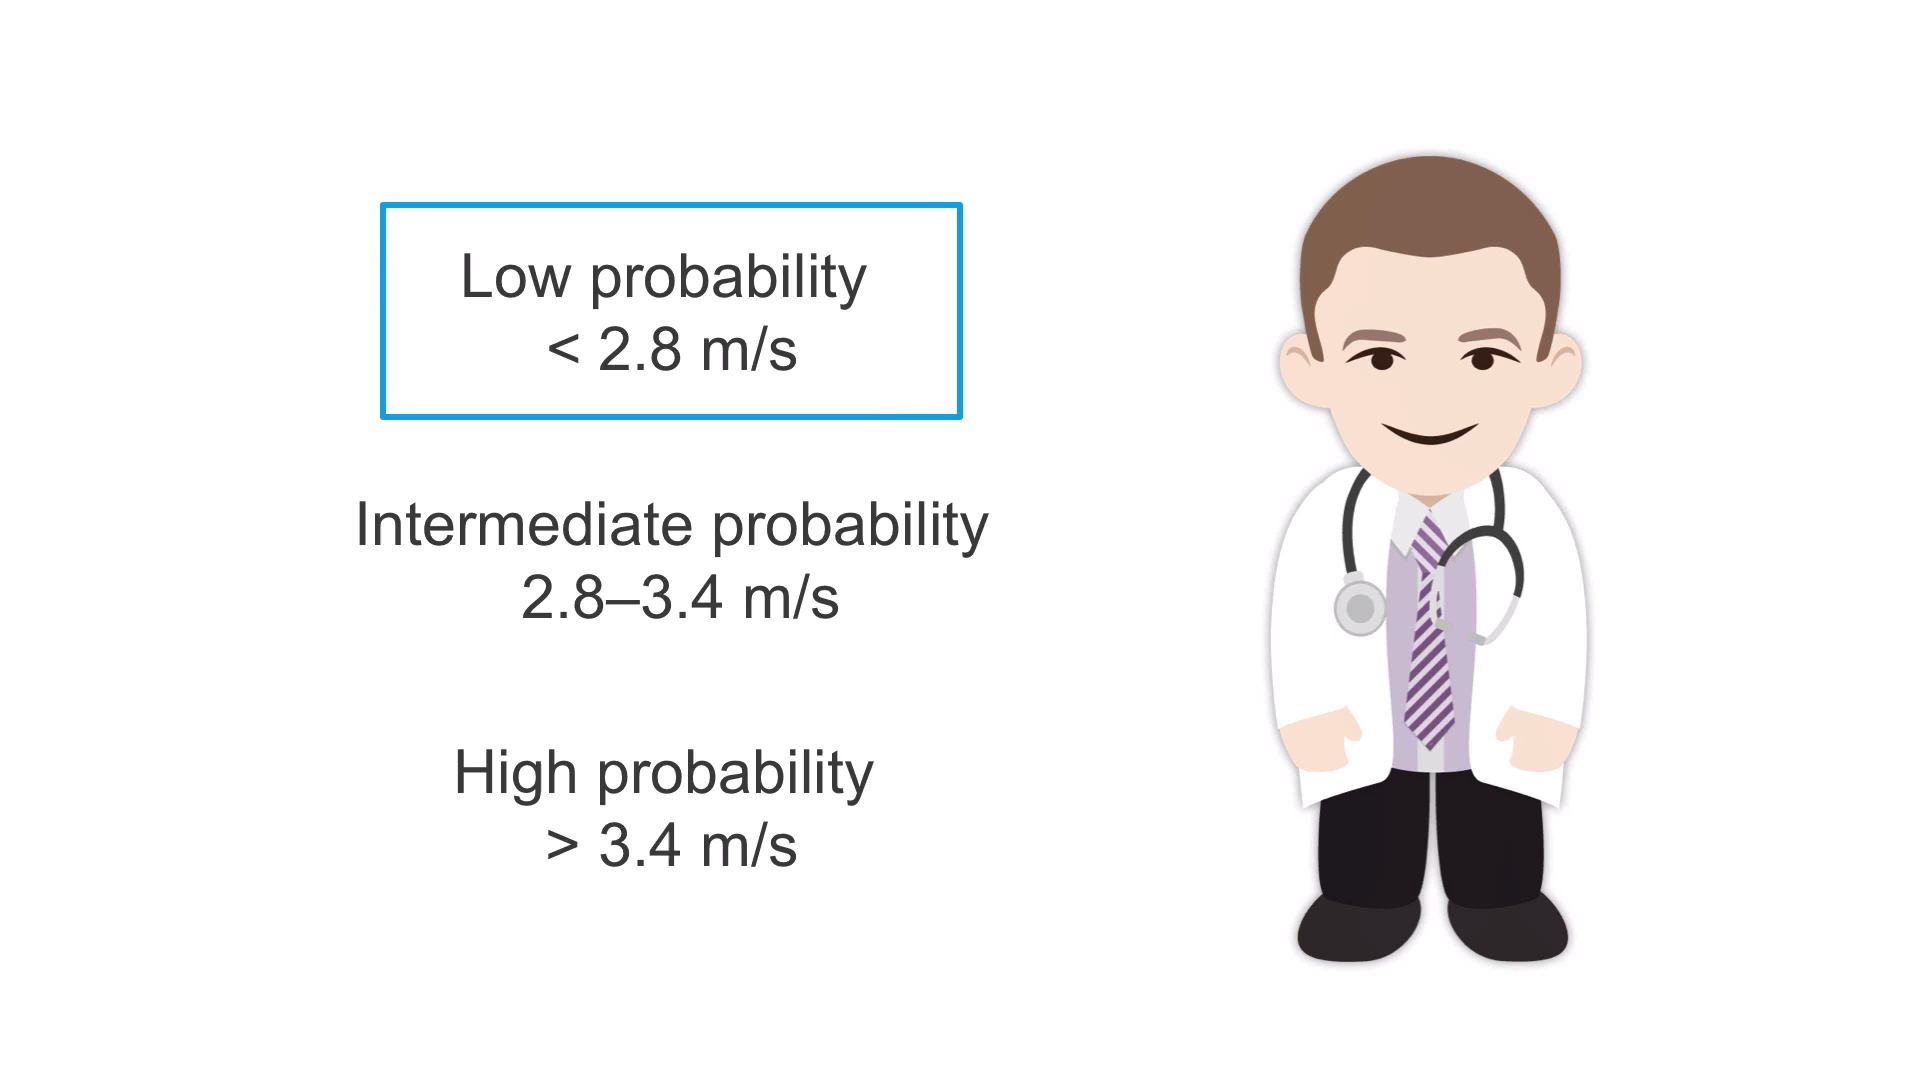 Low probability
< 2.8 m/s
Intermediate probability
2.8–3.4 m/s
High probability
> 3.4 m/s